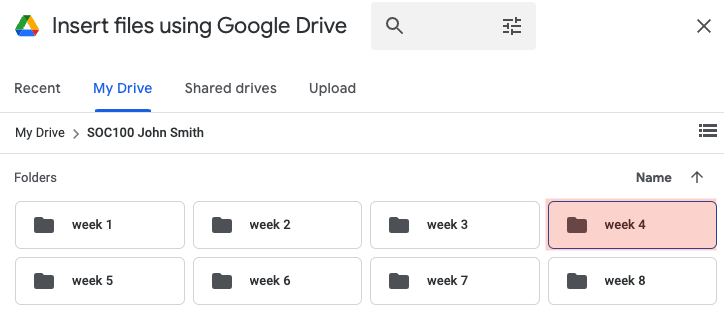 Insert files using Google Drive
Recent My Drive Shared drives Upload
My Drive SOC100 John Smith
Folders Name
week 1 week 2 week 3 week 4
week 5 week 6 week 7 week 8